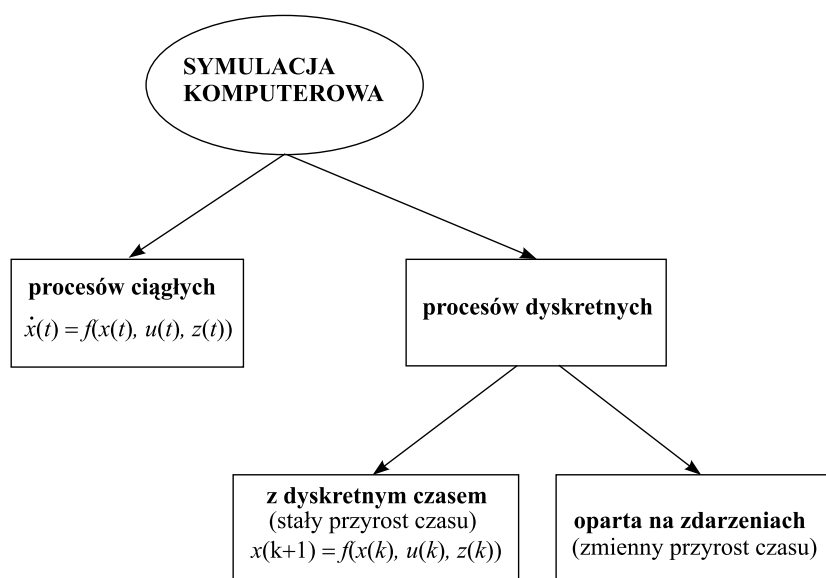 SYMULACJA
KOMPUTEROWA
procesów ciągłych
ẋ(t) = f(x(t), u(t), z(t))
procesów dyskretnych
z dyskretnym czasem
(stały przyrost czasu)
x(k+1) = f(x(k), u(k), z(k))
oparta na zdarzeniach
(zmienny przyrost czasu)